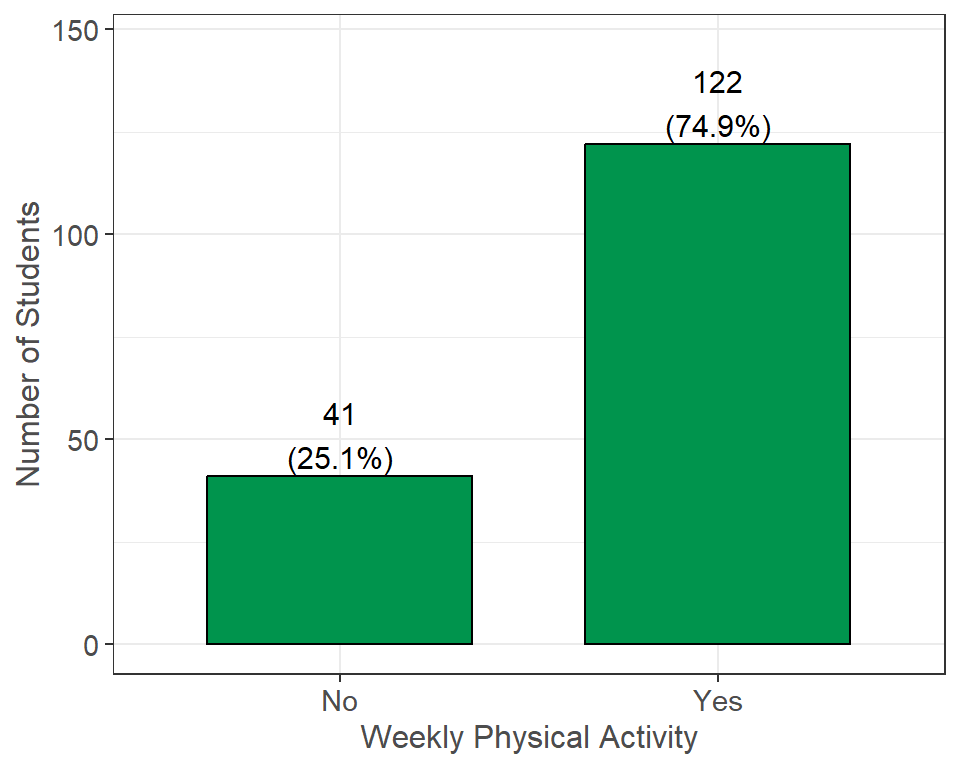 Number of Students
150
100
50
0
41
(25.1%)
122
(74.9%)
No
Yes
Weekly Physical Activity